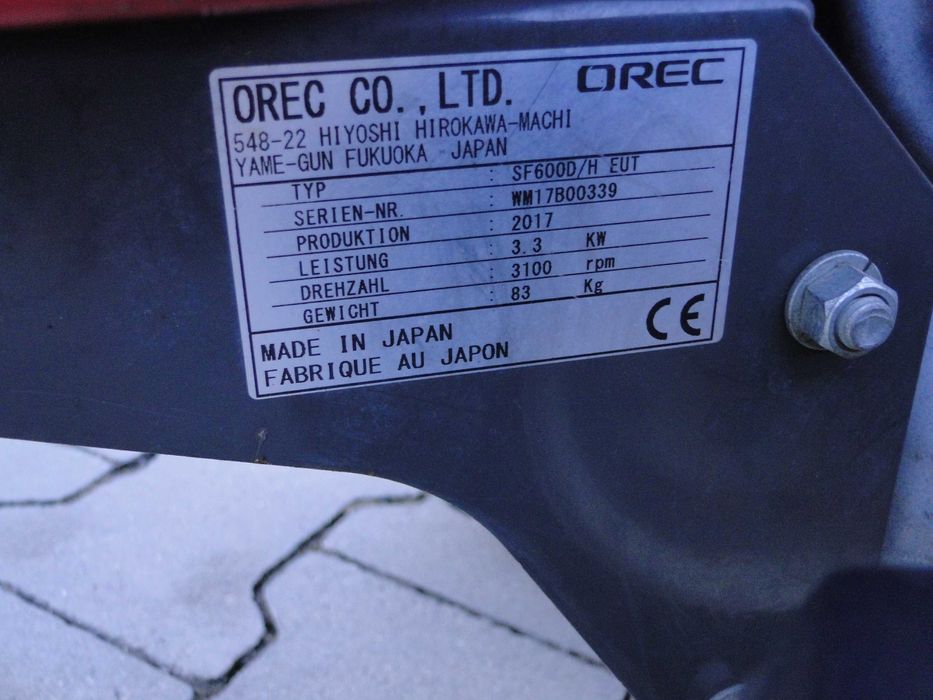 OREC CO.,LTD. OREC
548-22 HIYOSHI HIROKAWA-MACHI
YAME-GUN FUKUOKA JAPAN
TYP : SF600D/H EUT
SERIEN-NR. : WM17B00339
PRODUKTION : 2017
LEISTUNG : 3.3 KW
DREHZAHL : 3100 rpm
GEWICHT : 83 Kg
MADE IN JAPAN
FABRIQUE AU JAPON
CE